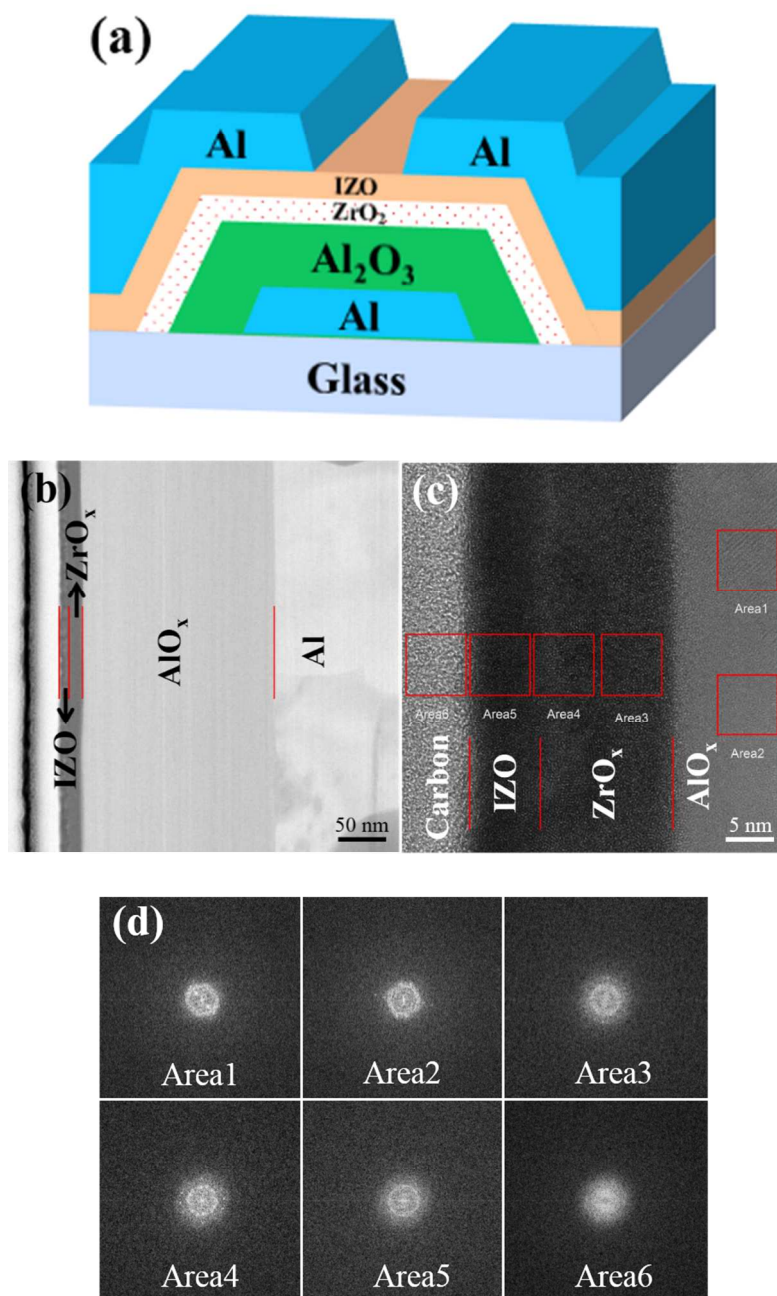 (a)
Al
Al
IZO
ZrO₂
Al₂O₃
Al
Glass
(b)
ZrOₓ
AlOₓ
Al
IZO
50 nm
(c)
Area1
Area6
Area5
Area4
Area3
Area2
Carbon
IZO
ZrOₓ
AlOₓ
5 nm
(d)
Area1
Area2
Area3
Area4
Area5
Area6